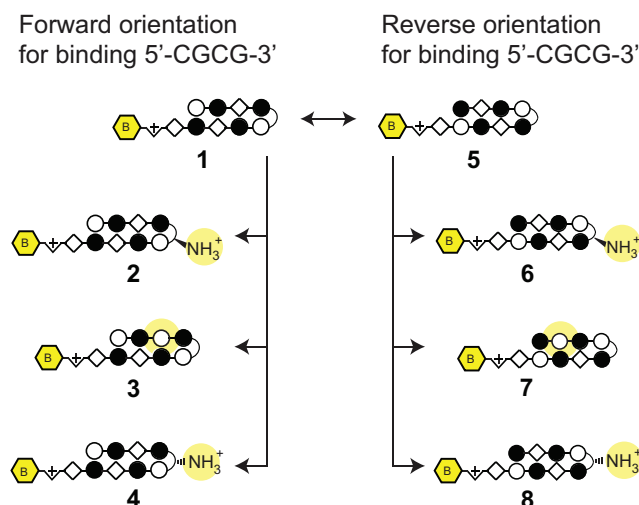 Forward orientation
for binding 5'-CGCG-3'
Reverse orientation
for binding 5'-CGCG-3'
B + 
1
B + 
5
B + NH3+
2
B + NH3+
6
B + 
3
B + 
7
B + NH3+
4
B + NH3+
8